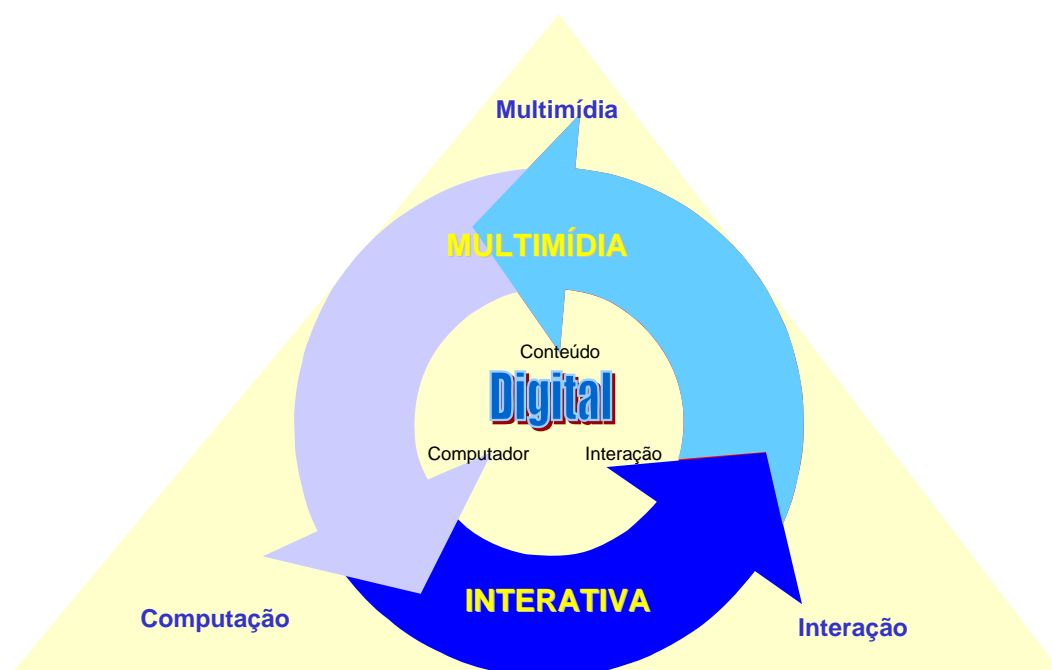 Multimídia
MULTIMÍDIA
Conteúdo
Digital
Computador Interação
INTERATIVA
Computação
Interação